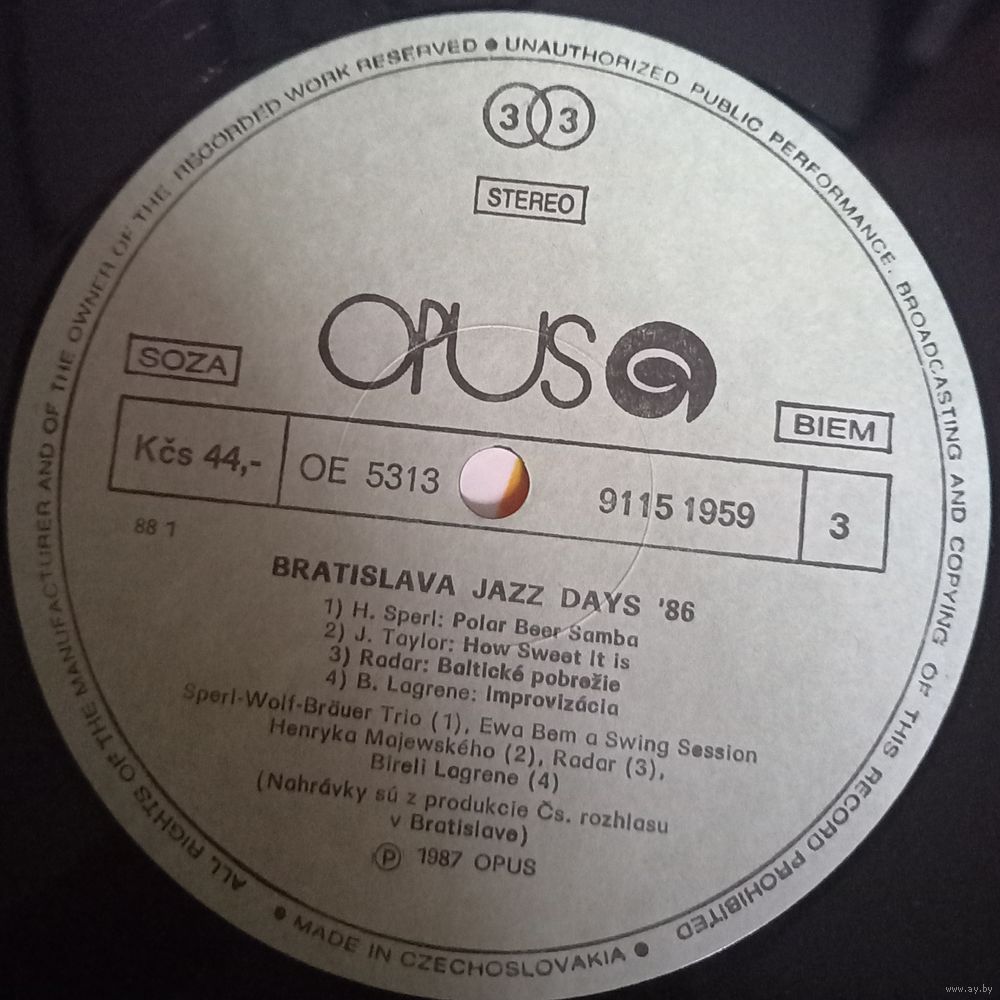 ALL RIGHTS OF THE MANUFACTURER AND OF THE OWNER OF THE RECORDED WORK RESERVED ● UNAUTHORIZED PUBLIC PERFORMANCE. BROADCASTING AND COPYING OF THIS RECORD PROHIBITED ● MADE IN CZECHOSLOVAKIA ●
33
STEREO
OPUS
SOZA
BIEM
Kčs 44,- OE 5313 9115 1959 3
88 1
BRATISLAVA JAZZ DAYS '86
1) H. Sperl: Polar Beer Samba
2) J. Taylor: How Sweet It is
3) Radar: Baltické pobrežie
4) B. Lagrene: Improvizácia
Sperl-Wolf-Bräuer Trio (1), Ewa Bem a Swing Session
Henryka Majewského (2), Radar (3),
Bireli Lagrene (4)
(Nahrávky sú z produkcie Čs. rozhlasu
v Bratislave)
Ⓟ 1987 OPUS
www.ay.by